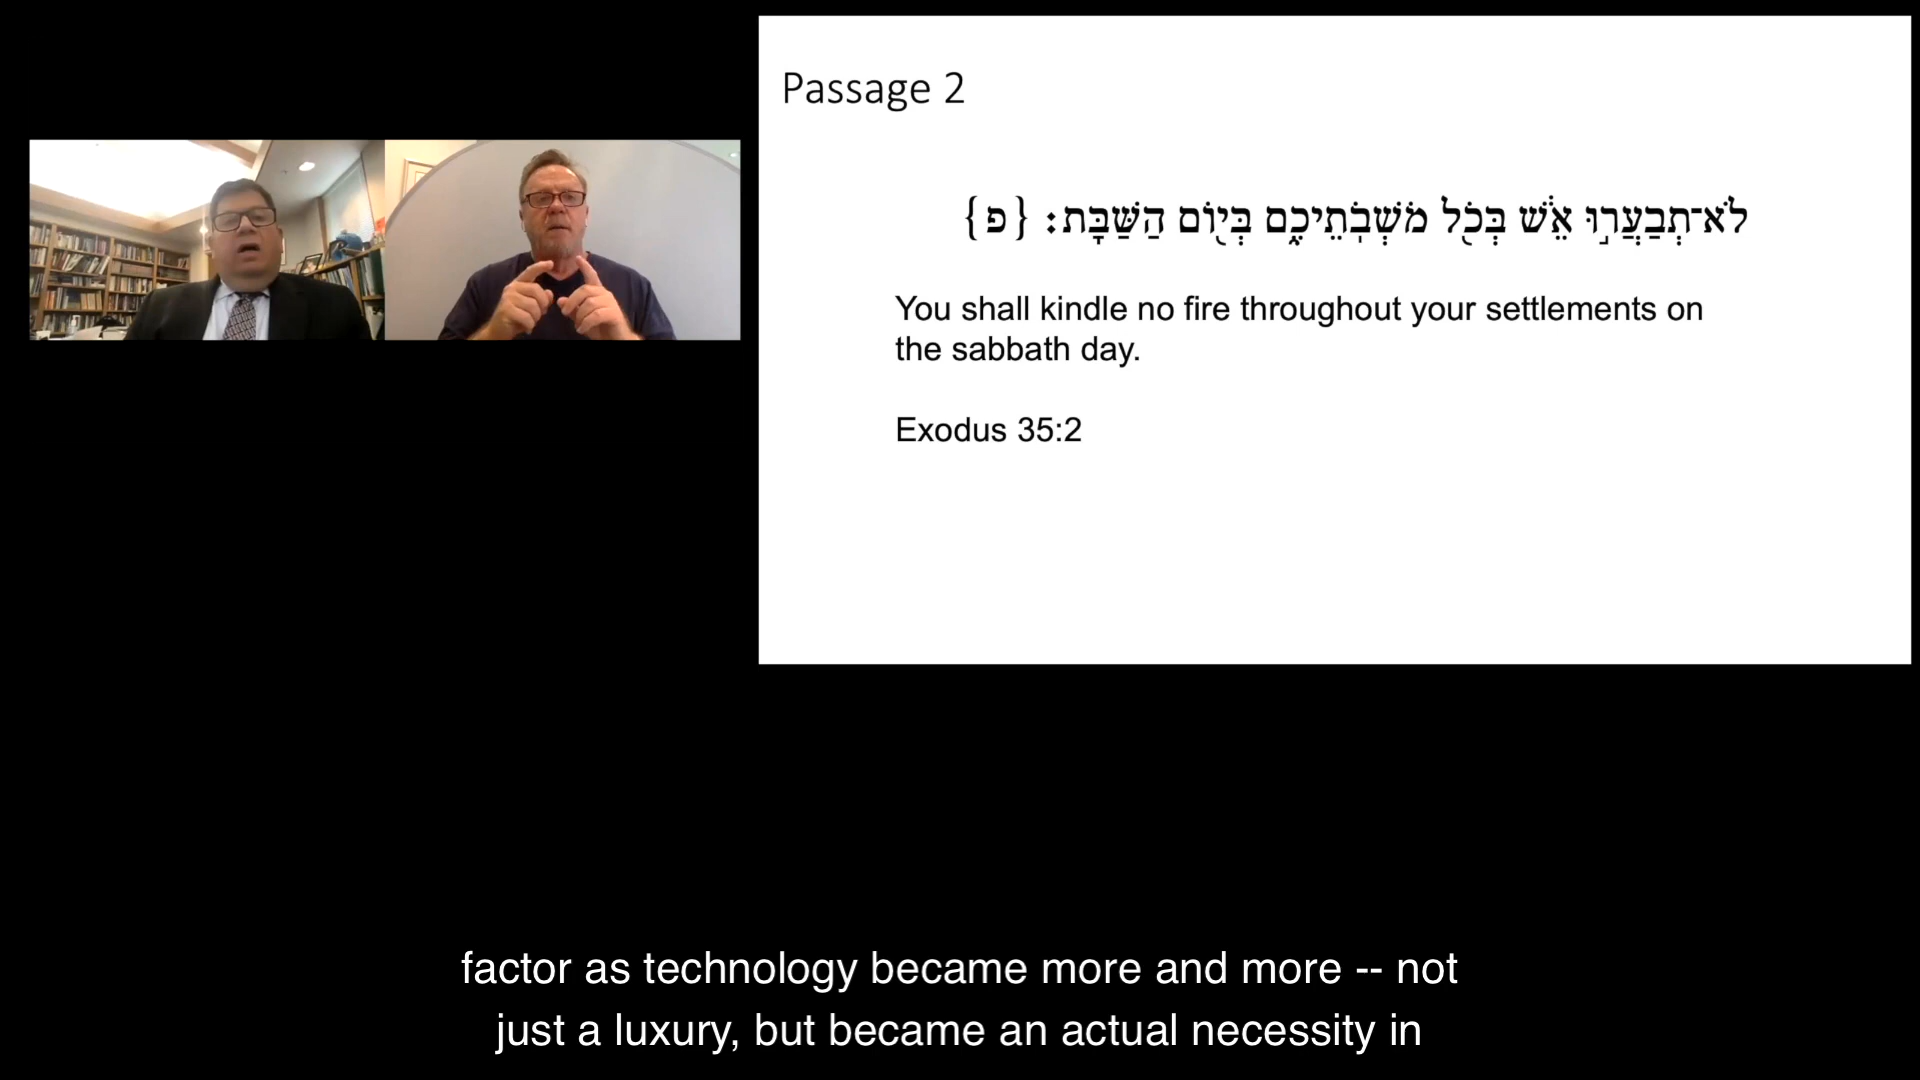 Passage 2
לֹא־תְבַעֲר֣וּ אֵ֔שׁ בְּכֹ֖ל מֹשְׁבֹֽתֵיכֶ֑ם בְּי֖וֹם הַשַּׁבָּֽת׃ {פ}
You shall kindle no fire throughout your settlements on
the sabbath day.
Exodus 35:2
factor as technology became more and more -- not
just a luxury, but became an actual necessity in